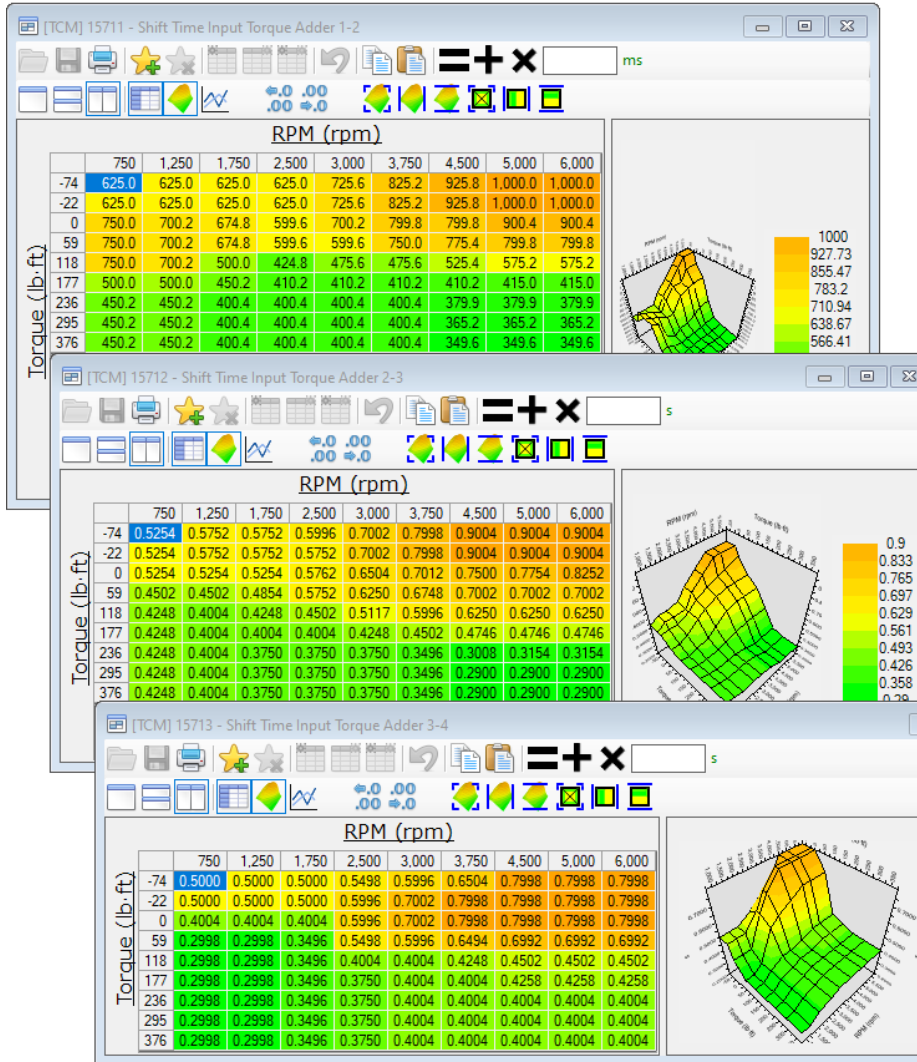 [TCM] 15711 - Shift Time Input Torque Adder 1-2
ms
RPM (rpm)
750 1,250 1,750 2,500 3,000 3,750 4,500 5,000 6,000
Torque (lb·ft)
-74 625.0 625.0 625.0 625.0 725.6 825.2 925.8 1,000.0 1,000.0
-22 625.0 625.0 625.0 625.0 725.6 825.2 925.8 1,000.0 1,000.0
0 750.0 700.2 674.8 599.6 700.2 799.8 799.8 900.4 900.4
59 750.0 700.2 674.8 599.6 599.6 750.0 775.4 799.8 799.8
118 750.0 700.2 500.0 424.8 475.6 475.6 525.4 575.2 575.2
177 500.0 500.0 450.2 410.2 410.2 410.2 410.2 415.0 415.0
236 450.2 450.2 400.4 400.4 400.4 400.4 379.9 379.9 379.9
295 450.2 450.2 400.4 400.4 400.4 400.4 365.2 365.2 365.2
376 450.2 450.2 400.4 400.4 400.4 400.4 349.6 349.6 349.6
1000
927.73
855.47
783.2
710.94
638.67
566.41
[TCM] 15712 - Shift Time Input Torque Adder 2-3
s
RPM (rpm)
750 1,250 1,750 2,500 3,000 3,750 4,500 5,000 6,000
Torque (lb·ft)
-74 0.5254 0.5752 0.5752 0.5996 0.7002 0.7998 0.9004 0.9004 0.9004
-22 0.5254 0.5752 0.5752 0.5752 0.7002 0.7998 0.9004 0.9004 0.9004
0 0.5254 0.5254 0.5254 0.5762 0.6504 0.7012 0.7500 0.7754 0.8252
59 0.4502 0.4502 0.4854 0.5752 0.6250 0.6748 0.7002 0.7002 0.7002
118 0.4248 0.4004 0.4248 0.4502 0.5117 0.5996 0.6250 0.6250 0.6250
177 0.4248 0.4004 0.4004 0.4004 0.4248 0.4502 0.4746 0.4746 0.4746
236 0.4248 0.4004 0.3750 0.3750 0.3750 0.3496 0.3008 0.3154 0.3154
295 0.4248 0.4004 0.3750 0.3750 0.3750 0.3496 0.2900 0.2900 0.2900
376 0.4248 0.4004 0.3750 0.3750 0.3750 0.3496 0.2900 0.2900 0.2900
RPM (rpm)
Torque (lb·ft)
0.9
0.833
0.765
0.697
0.629
0.561
0.493
0.426
0.358
0.29
[TCM] 15713 - Shift Time Input Torque Adder 3-4
s
RPM (rpm)
750 1,250 1,750 2,500 3,000 3,750 4,500 5,000 6,000
Torque (lb·ft)
-74 0.5000 0.5000 0.5000 0.5498 0.5996 0.6504 0.7998 0.7998 0.7998
-22 0.5000 0.5000 0.5000 0.5996 0.7002 0.7998 0.7998 0.7998 0.7998
0 0.4004 0.4004 0.4004 0.5996 0.7002 0.7998 0.7998 0.7998 0.7998
59 0.2998 0.2998 0.3496 0.5498 0.5996 0.6494 0.6992 0.6992 0.6992
118 0.2998 0.2998 0.3496 0.4004 0.4004 0.4248 0.4502 0.4502 0.4502
177 0.2998 0.2998 0.3496 0.3750 0.4004 0.4004 0.4258 0.4258 0.4258
236 0.2998 0.2998 0.3496 0.3750 0.4004 0.4004 0.4004 0.4004 0.4004
295 0.2998 0.2998 0.3496 0.3750 0.4004 0.4004 0.4004 0.4004 0.4004
376 0.2998 0.2998 0.3496 0.3750 0.4004 0.4004 0.4004 0.4004 0.4004
Torque (lb·ft)
RPM (rpm)